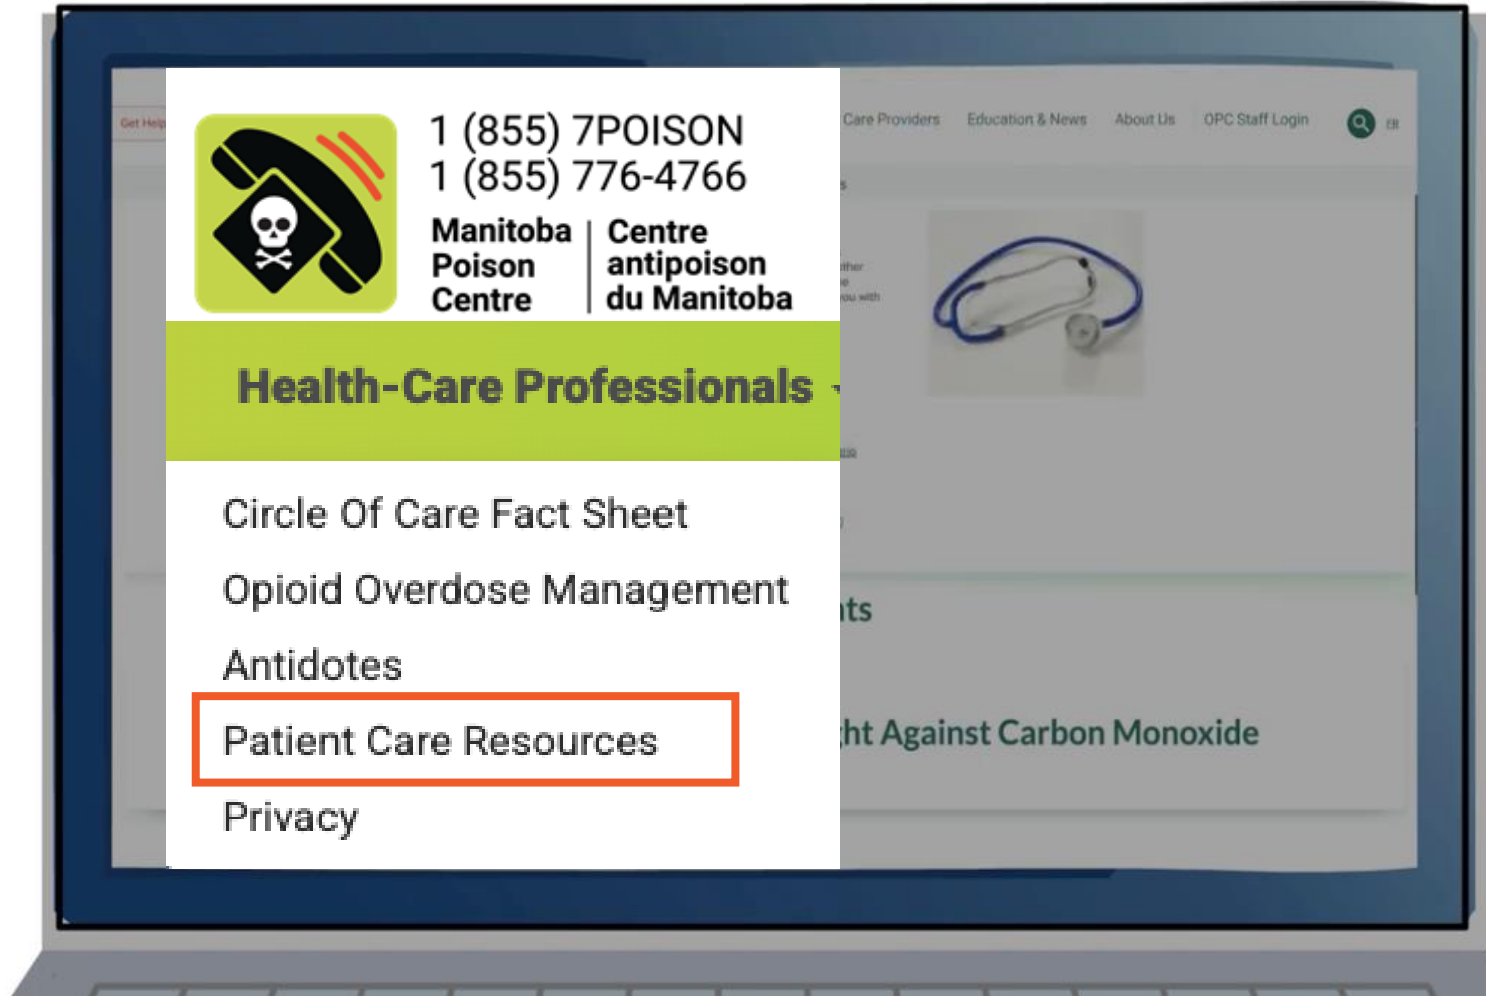 Get Help
Care Providers
Education & News
About Us
OPC Staff Login
1 (855) 7POISON
1 (855) 776-4766
Manitoba
Poison
Centre
Centre
antipoison
du Manitoba
you with
Health-Care Professionals
Circle Of Care Fact Sheet
Opioid Overdose Management
Antidotes
Patient Care Resources
Privacy
Against Carbon Monoxide